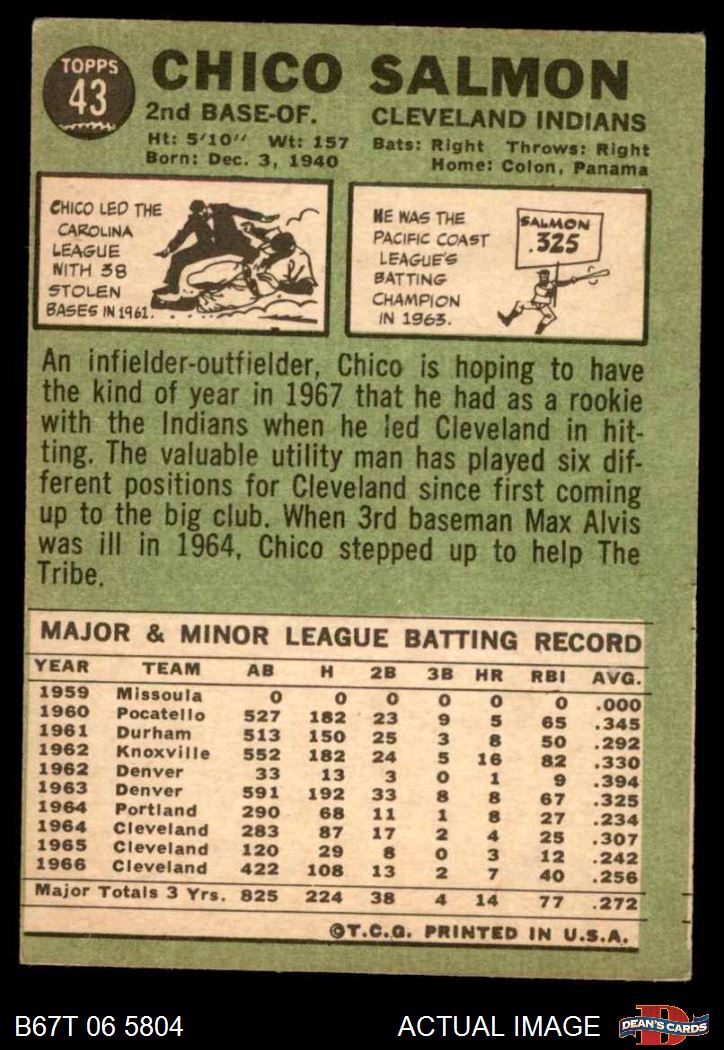 TOPPS
43
CHICO SALMON
2nd BASE-OF.
CLEVELAND INDIANS
Ht: 5'10" Wt: 157
Bats: Right Throws: Right
Born: Dec. 3, 1940
Home: Colon, Panama
CHICO LED THE
CAROLINA
LEAGUE
WITH 38
STOLEN
BASES IN 1961.
HE WAS THE
PACIFIC COAST
LEAGUE'S
BATTING
CHAMPION
IN 1963.
SALMON
.325
An infielder-outfielder, Chico is hoping to have
the kind of year in 1967 that he had as a rookie
with the Indians when he led Cleveland in hit-
ting. The valuable utility man has played six dif-
ferent positions for Cleveland since first coming
up to the big club. When 3rd baseman Max Alvis
was ill in 1964, Chico stepped up to help The
Tribe.
MAJOR & MINOR LEAGUE BATTING RECORD
YEAR TEAM AB H 2B 3B HR RBI AVG.
1959 Missoula 0 0 0 0 0 0 .000
1960 Pocatello 527 182 23 9 5 65 .345
1961 Durham 513 150 25 3 8 50 .292
1962 Knoxville 552 182 24 5 16 82 .330
1962 Denver 33 13 3 0 1 9 .394
1963 Denver 591 192 33 8 8 67 .325
1964 Portland 290 68 11 1 8 27 .234
1964 Cleveland 283 87 17 2 4 25 .307
1965 Cleveland 120 29 8 0 3 12 .242
1966 Cleveland 422 108 13 2 7 40 .256
Major Totals 3 Yrs. 825 224 38 4 14 77 .272
©T.C.G. PRINTED IN U.S.A.
B67T 06 5804
ACTUAL IMAGE
D
DEAN'S CARDS